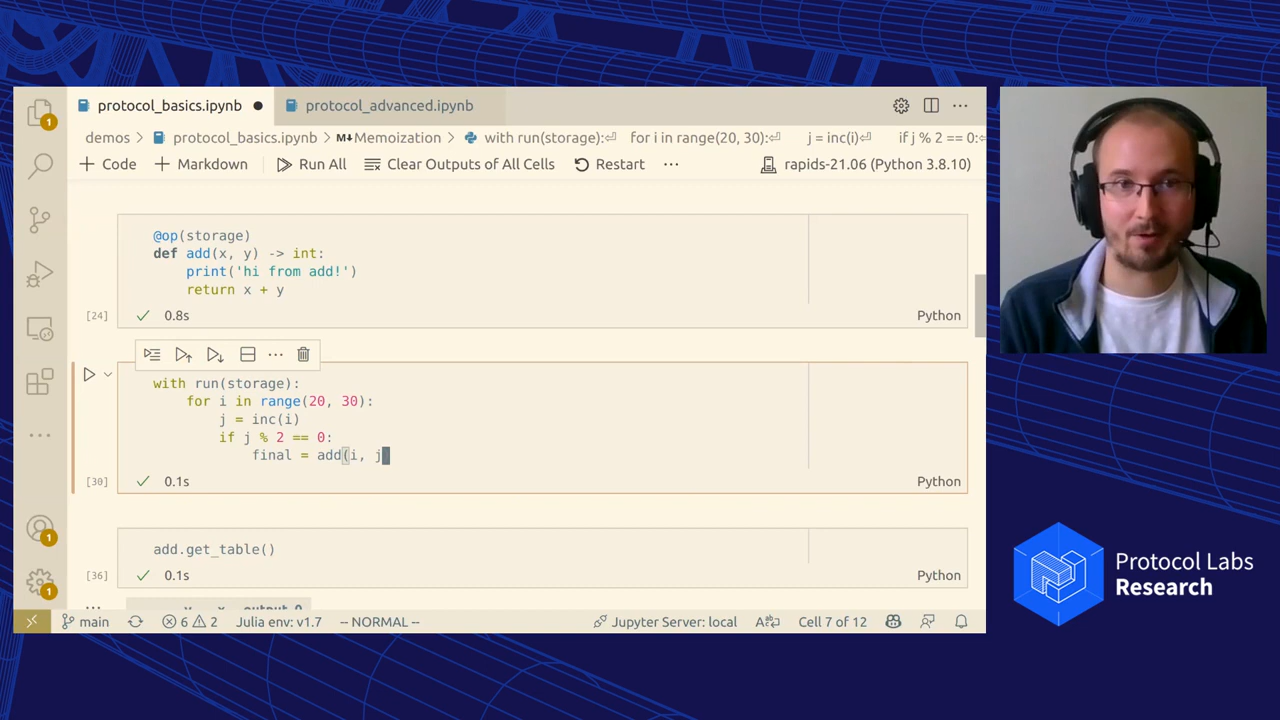 protocol_basics.ipynb
protocol_advanced.ipynb
demos > protocol_basics.ipynb > M↓Memoization > with run(storage):⏎ for i in range(20, 30):⏎ j = inc(i)⏎ if j % 2 == 0:
+ Code + Markdown Run All Clear Outputs of All Cells Restart ··· rapids-21.06 (Python 3.8.10)
1
@op(storage)
def add(x, y) -> int:
print('hi from add!')
return x + y
[24] 0.8s Python
with run(storage):
for i in range(20, 30):
j = inc(i)
if j % 2 == 0:
final = add(i, j
[30] 0.1s Python
add.get_table()
[36] 0.1s Python
1
1
y x output_0
main 6 2 Julia env: v1.7 -- NORMAL -- Jupyter Server: local Cell 7 of 12
Protocol Labs
Research